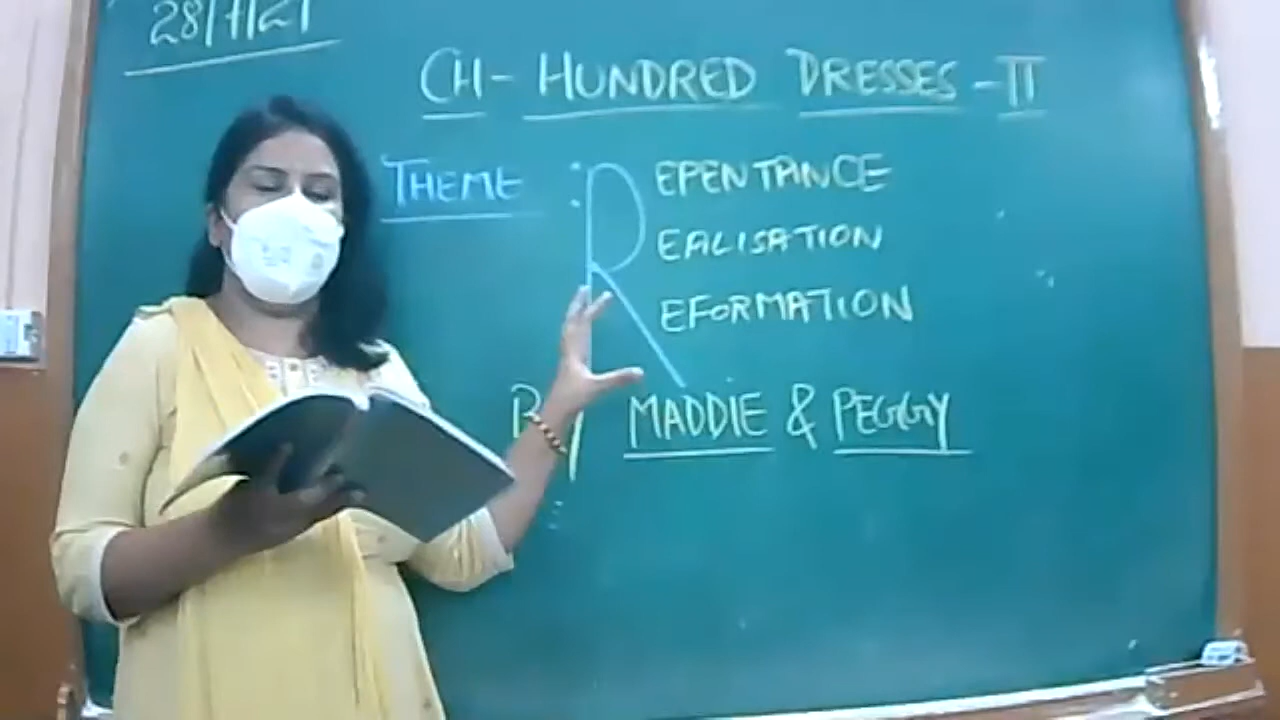 28/7/21
CH- HUNDRED DRESSES - II
THEME : REPENTANCE
REALISATION
REFORMATION
By MADDIE & PEGGY